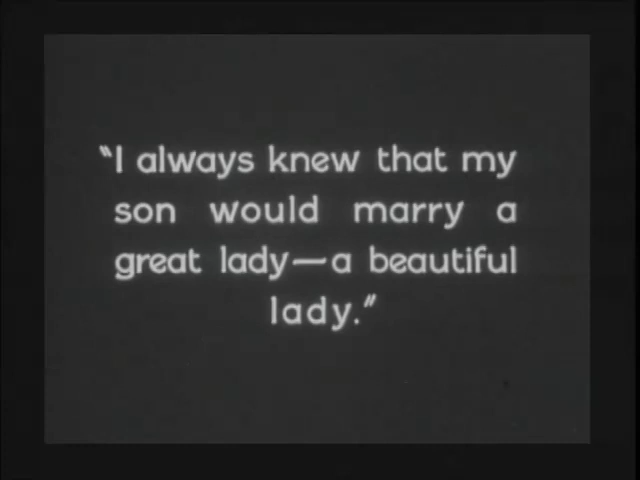 "I always knew that my
son would marry a
great lady—a beautiful
lady."